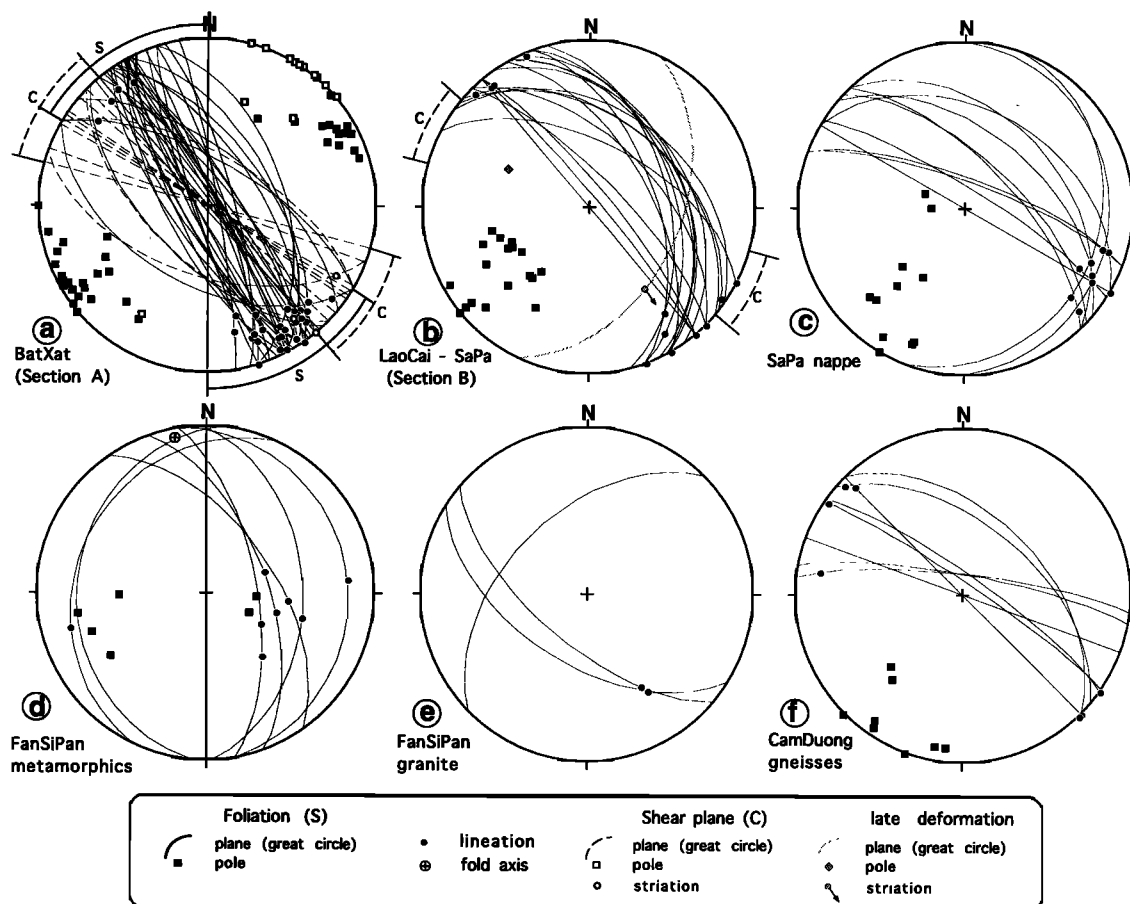 N
S
C
C
S
a
BatXat
(Section A)
N
C
C
b
LaoCai - SaPa
(Section B)
N
c
SaPa nappe
N
d
FanSiPan
metamorphics
N
e
FanSiPan
granite
N
f
CamDuong
gneisses
Foliation (S)
plane (great circle)
pole
lineation
fold axis
Shear plane (C)
plane (great circle)
pole
striation
late deformation
plane (great circle)
pole
striation